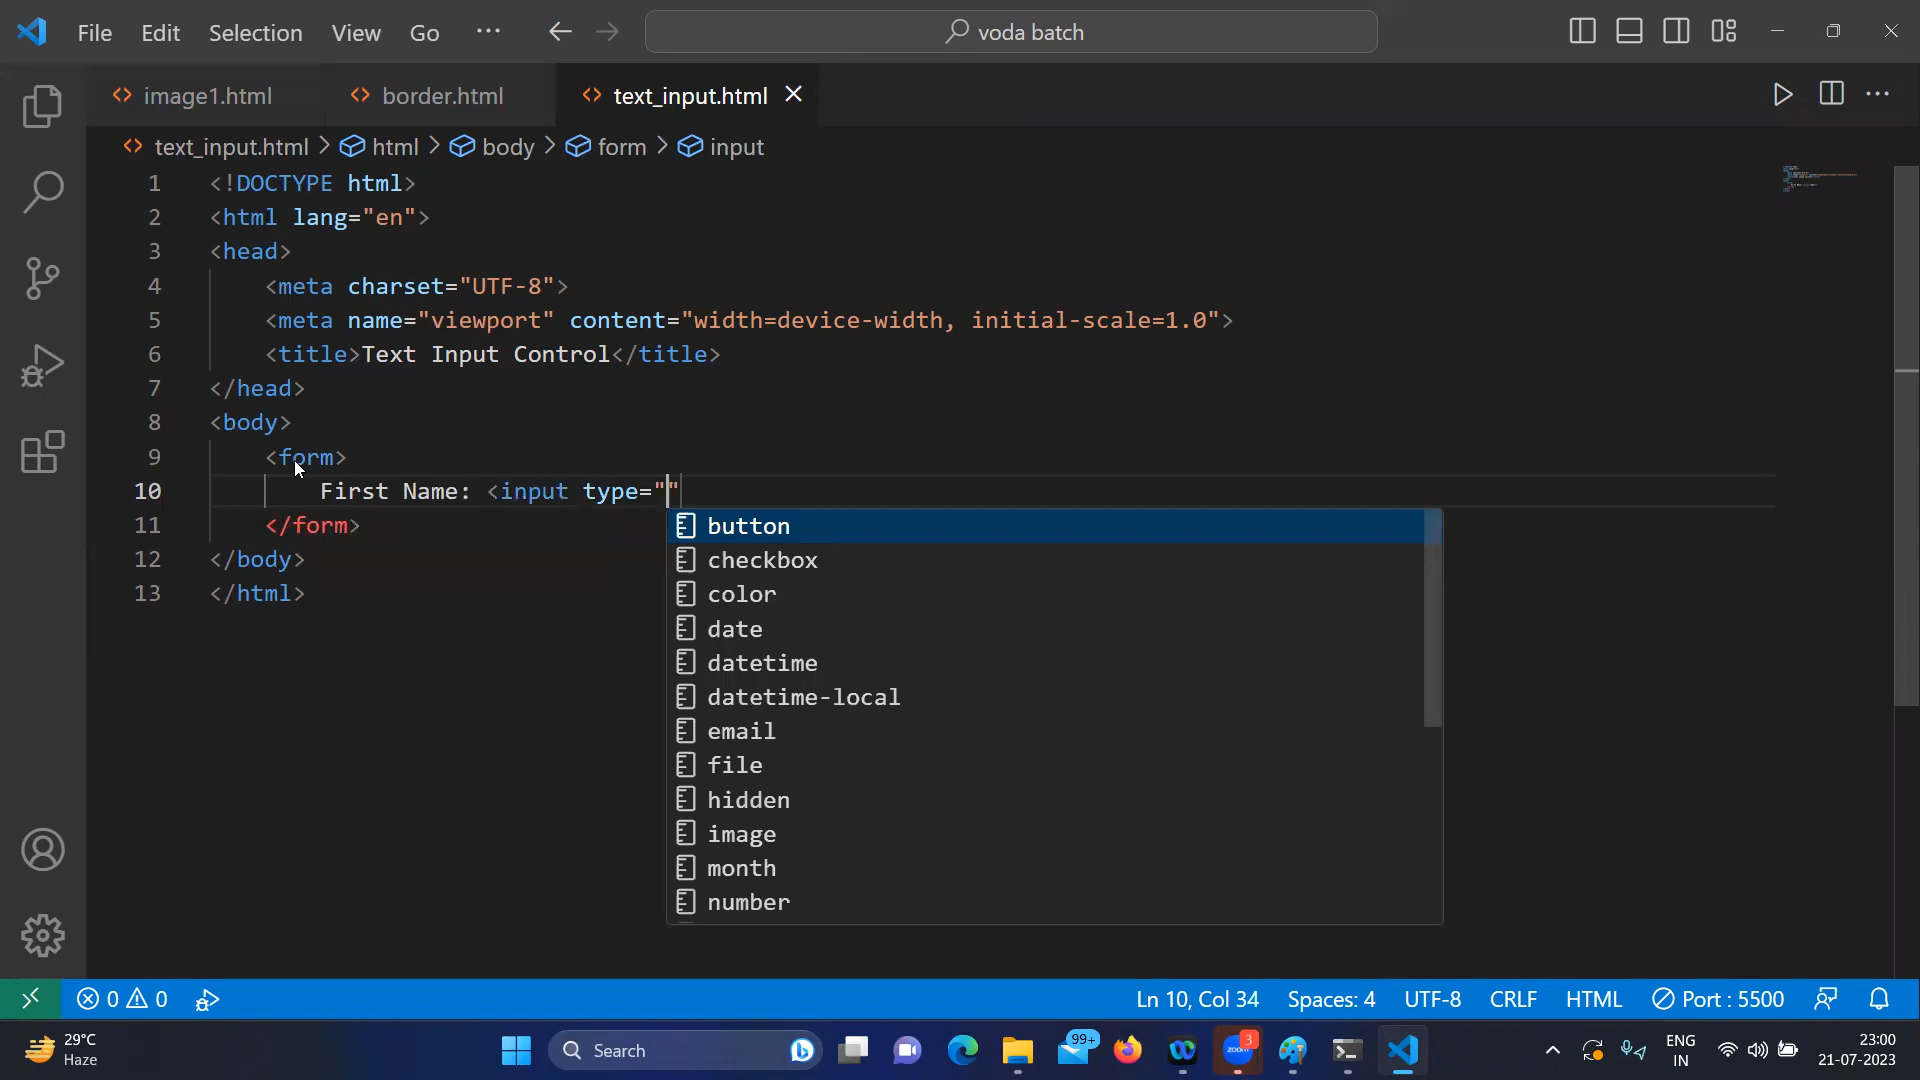 File Edit Selection View Go ··· voda batch
image1.html border.html text_input.html
text_input.html > html > body > form > input
1 <!DOCTYPE html>
2 <html lang="en">
3 <head>
4 <meta charset="UTF-8">
5 <meta name="viewport" content="width=device-width, initial-scale=1.0">
6 <title>Text Input Control</title>
7 </head>
8 <body>
9 <form>
10 First Name: <input type=""
11 </form>
12 </body>
13 </html>
button
checkbox
color
date
datetime
datetime-local
email
file
hidden
image
month
number
0 0 Ln 10, Col 34 Spaces: 4 UTF-8 CRLF HTML Port : 5500
29°C
Haze
Search
99+
zoom
3
ENG
IN
23:00
21-07-2023